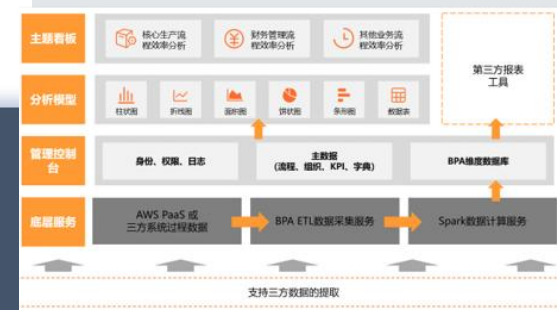 主题看板
核心生产流
程效率分析
财务管理流
程效率分析
其他业务流
程效率分析
第三方报表
工具
分析模型
柱状图
折线图
面积图
饼状图
条形图
数据表
管理控制
台
身份、权限、日志
主数据
(流程、组织、KPI、字典)
BPA维度数据库
底层服务
AWS PaaS 或
三方系统过程数据
BPA ETL数据采集服务
Spark数据计算服务
支持三方数据的提取